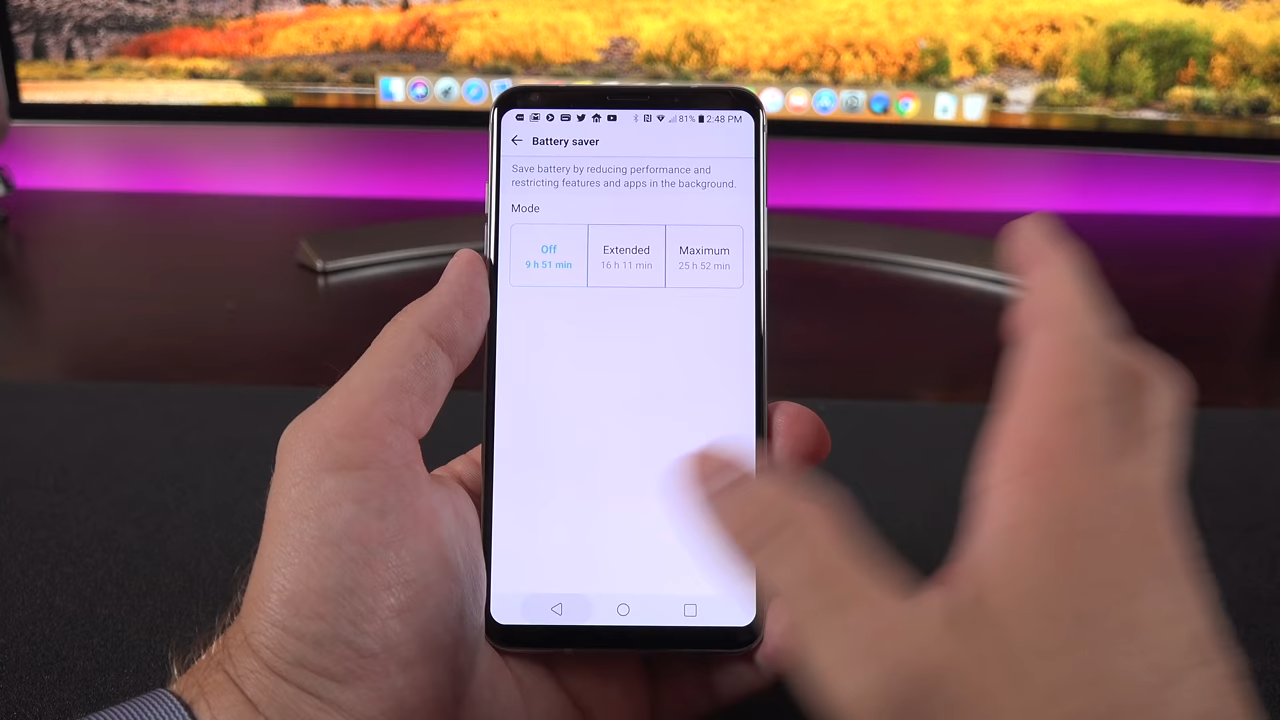 81% 2:48 PM
Battery saver
Save battery by reducing performance and
restricting features and apps in the background.
Mode
Off Extended Maximum
9 h 51 min 16 h 11 min 25 h 52 min